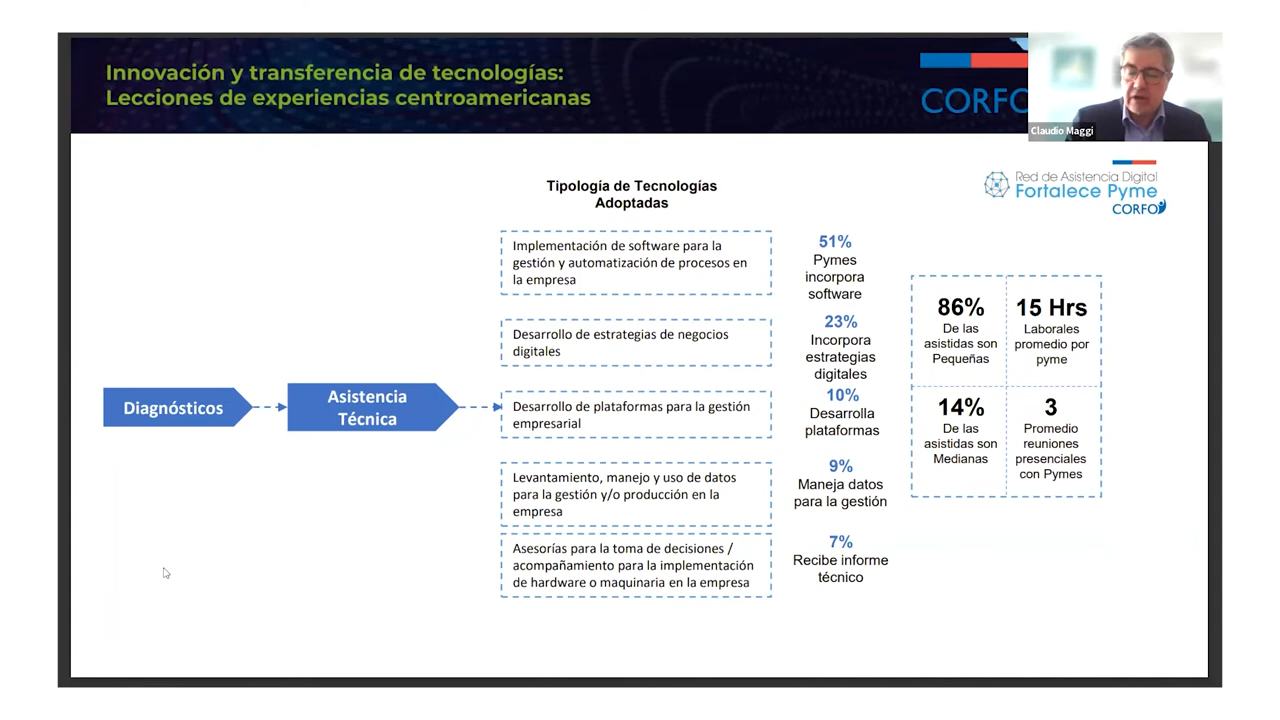 Innovación y transferencia de tecnologías:
Lecciones de experiencias centroamericanas
CORFO
Claudio Maggi
Red de Asistencia Digital
Fortalece Pyme
CORFO
Tipología de Tecnologías
Adoptadas
Diagnósticos
Asistencia
Técnica
Implementación de software para la
gestión y automatización de procesos en
la empresa
51%
Pymes
incorpora
software
Desarrollo de estrategias de negocios
digitales
23%
Incorpora
estrategias
digitales
Desarrollo de plataformas para la gestión
empresarial
10%
Desarrolla
plataformas
Levantamiento, manejo y uso de datos
para la gestión y/o producción en la
empresa
9%
Maneja datos
para la gestión
Asesorías para la toma de decisiones /
acompañamiento para la implementación
de hardware o maquinaria en la empresa
7%
Recibe informe
técnico
86%
De las
asistidas son
Pequeñas
15 Hrs
Laborales
promedio por
pyme
14%
De las
asistidas son
Medianas
3
Promedio
reuniones
presenciales
con Pymes